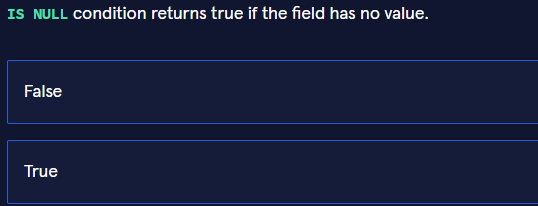 IS NULL condition returns true if the field has no value.
False
True